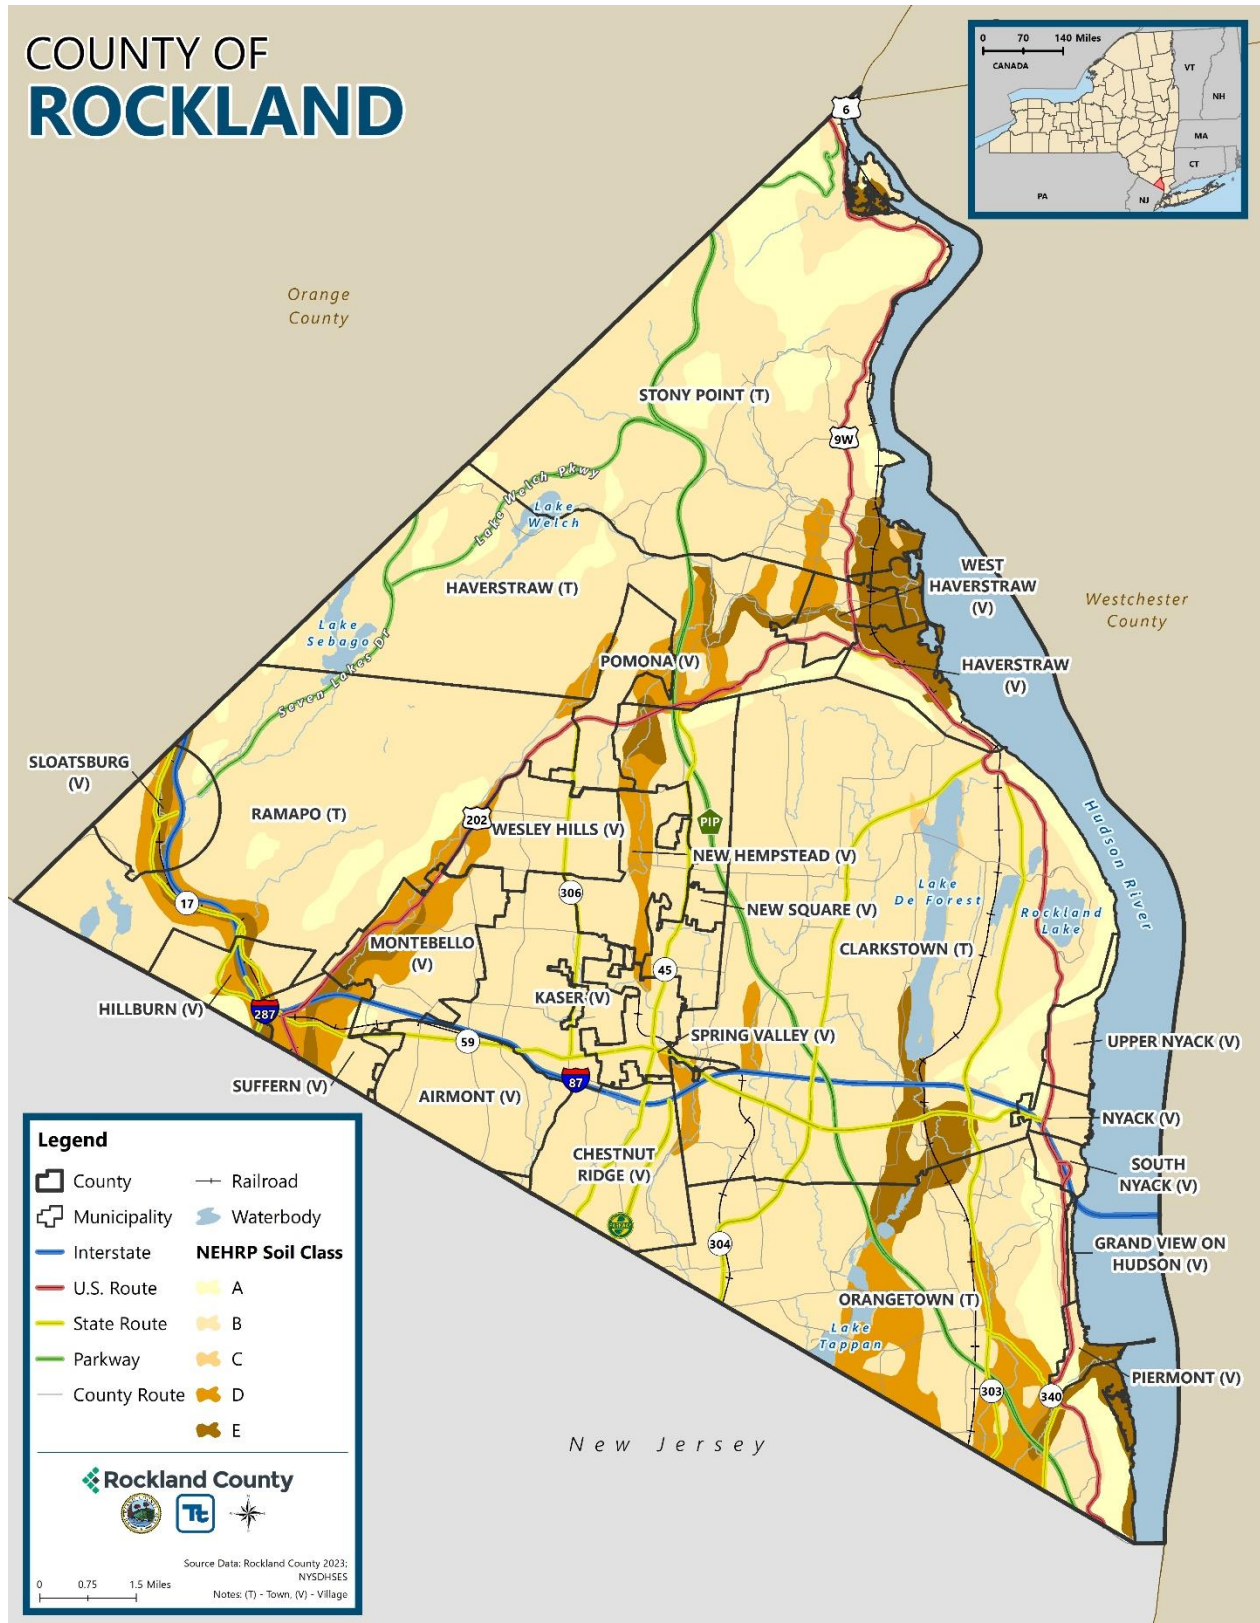 COUNTY OF
ROCKLAND
0 70 140 Miles
CANADA
VT
NH
MA
CT
PA
NJ
6
Orange
County
STONY POINT (T)
9W
Lake Welch Pkwy
Lake
Welch
HAVERSTRAW (T)
WEST
HAVERSTRAW
(V)
Westchester
County
Lake
Sebago
Seven Lakes Dr
POMONA (V)
HAVERSTRAW
(V)
SLOATSBURG
(V)
RAMAPO (T)
202
WESLEY HILLS (V)
PIP
Hudson River
NEW HEMPSTEAD (V)
17
306
NEW SQUARE (V)
Lake
De Forest
Rockland
Lake
MONTEBELLO
(V)
CLARKSTOWN (T)
45
HILLBURN (V)
287
KASER (V)
59
SPRING VALLEY (V)
UPPER NYACK (V)
SUFFERN (V)
AIRMONT (V)
87
NYACK (V)
CHESTNUT
RIDGE (V)
SOUTH
NYACK (V)
304
GRAND VIEW ON
HUDSON (V)
ORANGETOWN (T)
Lake
Tappan
303
340
PIERMONT (V)
New Jersey
Legend
County
Municipality
Interstate
U.S. Route
State Route
Parkway
County Route
Railroad
Waterbody
NEHRP Soil Class
A
B
C
D
E
Rockland County
Tt
Source Data: Rockland County 2023;
NYSDHSES
0 0.75 1.5 Miles
Notes: (T) - Town, (V) - Village